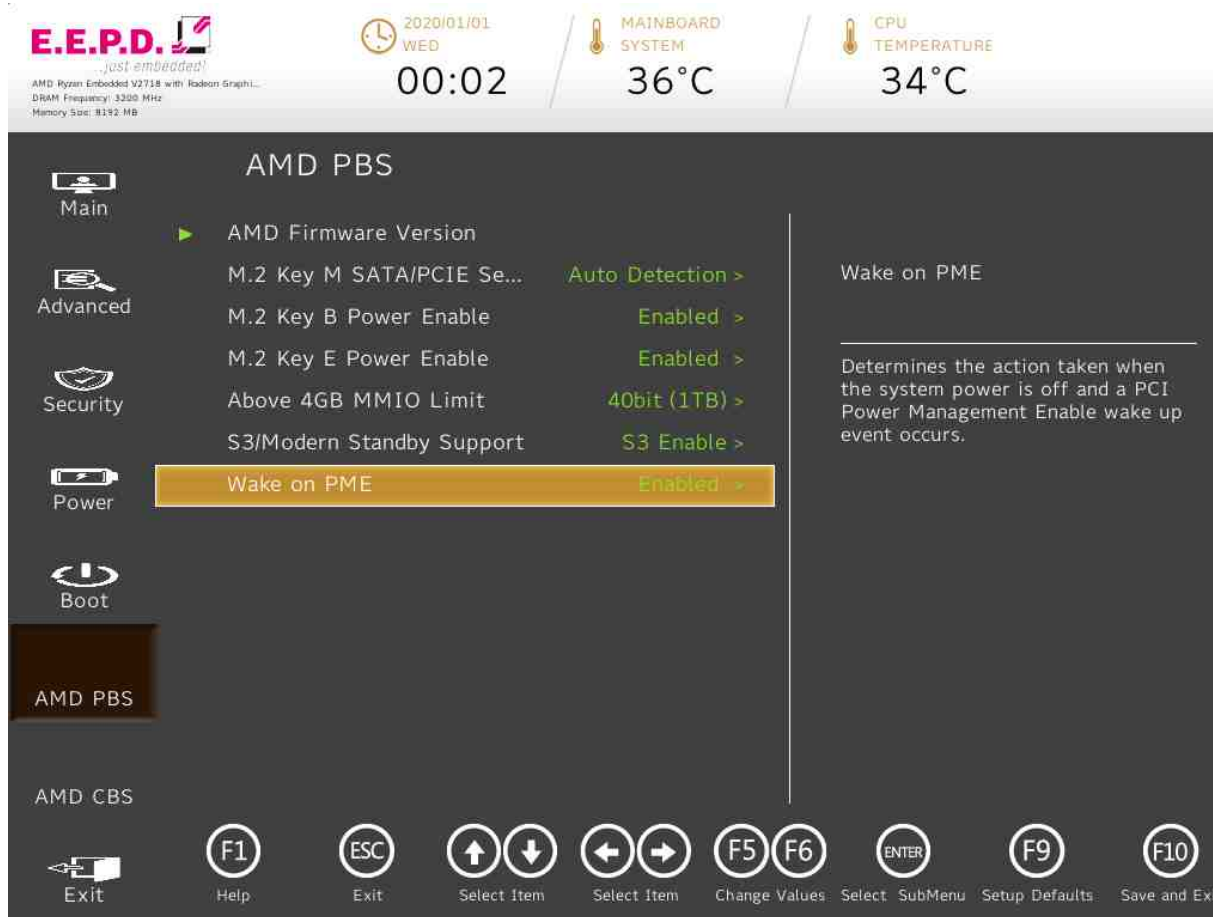 E.E.P.D.
...just embedded!
AMD Ryzen Embedded V2718 with Radeon Graphi...
DRAM Frequency: 3200 MHz
Memory Size: 8192 MB
2020/01/01
WED
00:02
MAINBOARD
SYSTEM
36°C
CPU
TEMPERATURE
34°C
Main
Advanced
Security
Power
Boot
AMD PBS
AMD CBS
Exit
AMD PBS
AMD Firmware Version
M.2 Key M SATA/PCIE Se... Auto Detection >
M.2 Key B Power Enable Enabled >
M.2 Key E Power Enable Enabled >
Above 4GB MMIO Limit 40bit (1TB) >
S3/Modern Standby Support S3 Enable >
Wake on PME Enabled >
Wake on PME
Determines the action taken when
the system power is off and a PCI
Power Management Enable wake up
event occurs.
F1 ESC F5 F6 ENTER F9 F10
Help Exit Select Item Select Item Change Values Select SubMenu Setup Defaults Save and Exi